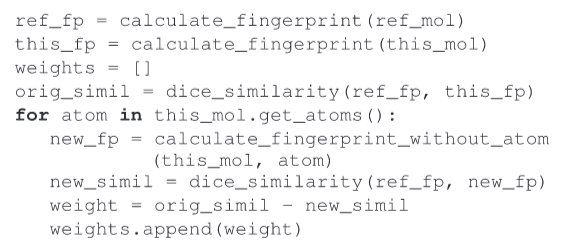 ref_fp = calculate_fingerprint(ref_mol)
this_fp = calculate_fingerprint(this_mol)
weights = []
orig_simil = dice_similarity(ref_fp, this_fp)
for atom in this_mol.get_atoms():
    new_fp = calculate_fingerprint_without_atom
             (this_mol, atom)
    new_simil = dice_similarity(ref_fp, new_fp)
    weight = orig_simil - new_simil
    weights.append(weight)